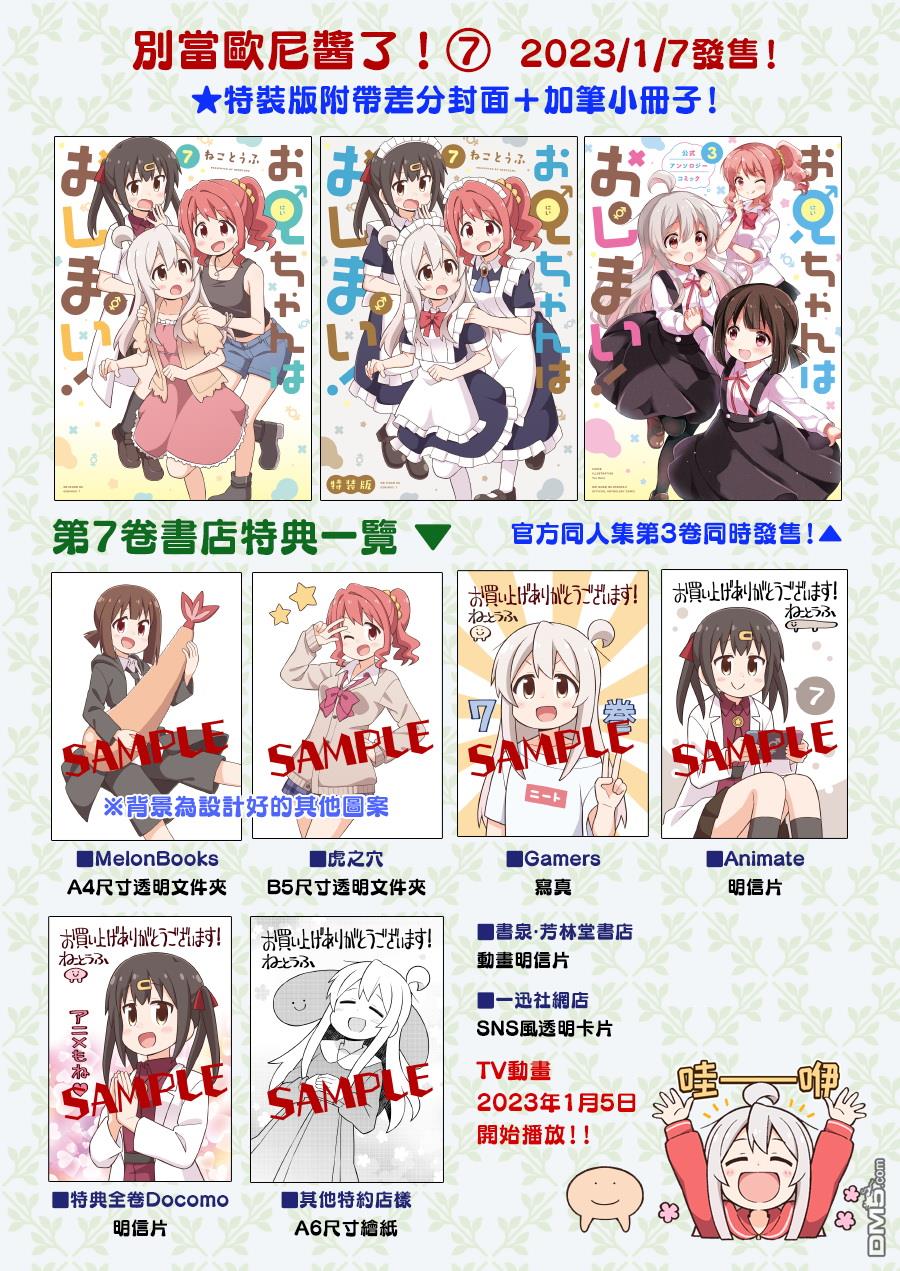 別當歐尼醬了！⑦ 2023/1/7發售！
★特裝版附帶差分封面＋加筆小冊子！
お兄ちゃんは
おしまい！
7 ねことうふ
はい
お兄ちゃんは
おしまい！
7 ねことうふ
はい
特装版
お兄ちゃんは
おしまい！
公式
アンソロジー
コミック
3
はい
第7卷書店特典一覽 ▼
官方同人集第3卷同時發售！▲
SAMPLE
SAMPLE
※背景為設計好的其他圖案
お買い上げありがとうございます！
ねことうふ
7巻
ニート
SAMPLE
お買い上げありがとうございます！
ねことうふ
7
SAMPLE
■MelonBooks
A4尺寸透明文件夾
■虎之穴
B5尺寸透明文件夾
■Gamers
寫真
■Animate
明信片
お買い上げありがとうございます！
ねことうふ
アニメもね♥
SAMPLE
お買い上げありがとうございます！
ねことうふ
SAMPLE
■特典全卷Docomo
明信片
■其他特約店樣
A6尺寸繪紙
■書泉·芳林堂書店
動畫明信片
■一迅社網店
SNS風透明卡片
TV動畫
2023年1月5日
開始播放！！
哇——咿
DM5.com